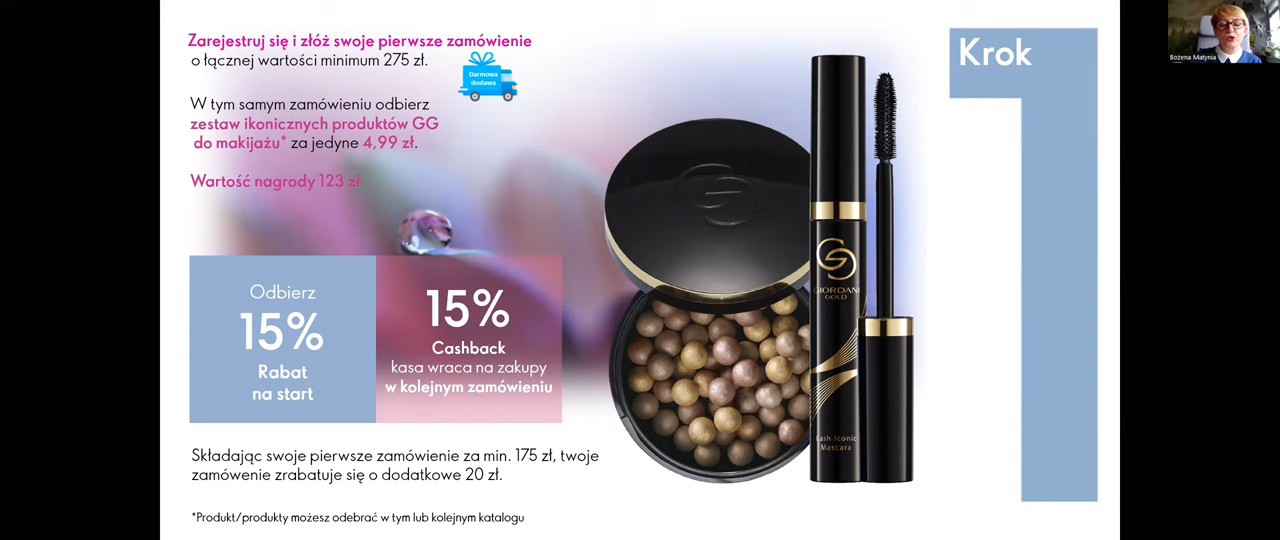 Zarejestruj się i złóż swoje pierwsze zamówienie
o łącznej wartości minimum 275 zł.
Darmowa
dostawa
W tym samym zamówieniu odbierz
zestaw ikonicznych produktów GG
do makijażu* za jedyne 4,99 zł.
Wartość nagrody 123 zł
Odbierz
15%
Rabat
na start
15%
Cashback
kasa wraca na zakupy
w kolejnym zamówieniu
Składając swoje pierwsze zamówienie za min. 175 zł, twoje
zamówenie zrabatuje się o dodatkowe 20 zł.
*Produkt/produkty możesz odebrać w tym lub kolejnym katalogu
GIORDANI
GOLD
Lash Iconic
Mascara
Krok
1
Bożena Matynia